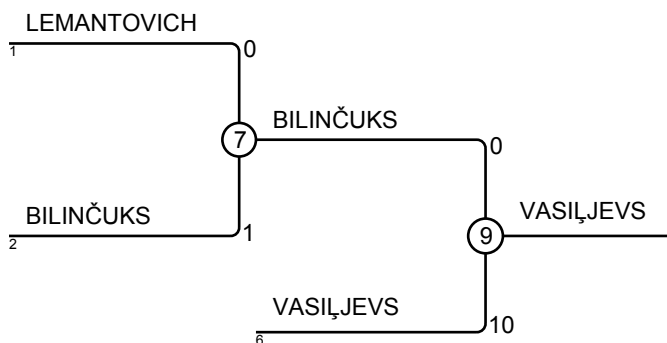 LEMANTOVICH
1
0
7
BILINČUKS
0
BILINČUKS
2
1
9
VASIĻJEVS
VASIĻJEVS
6
10